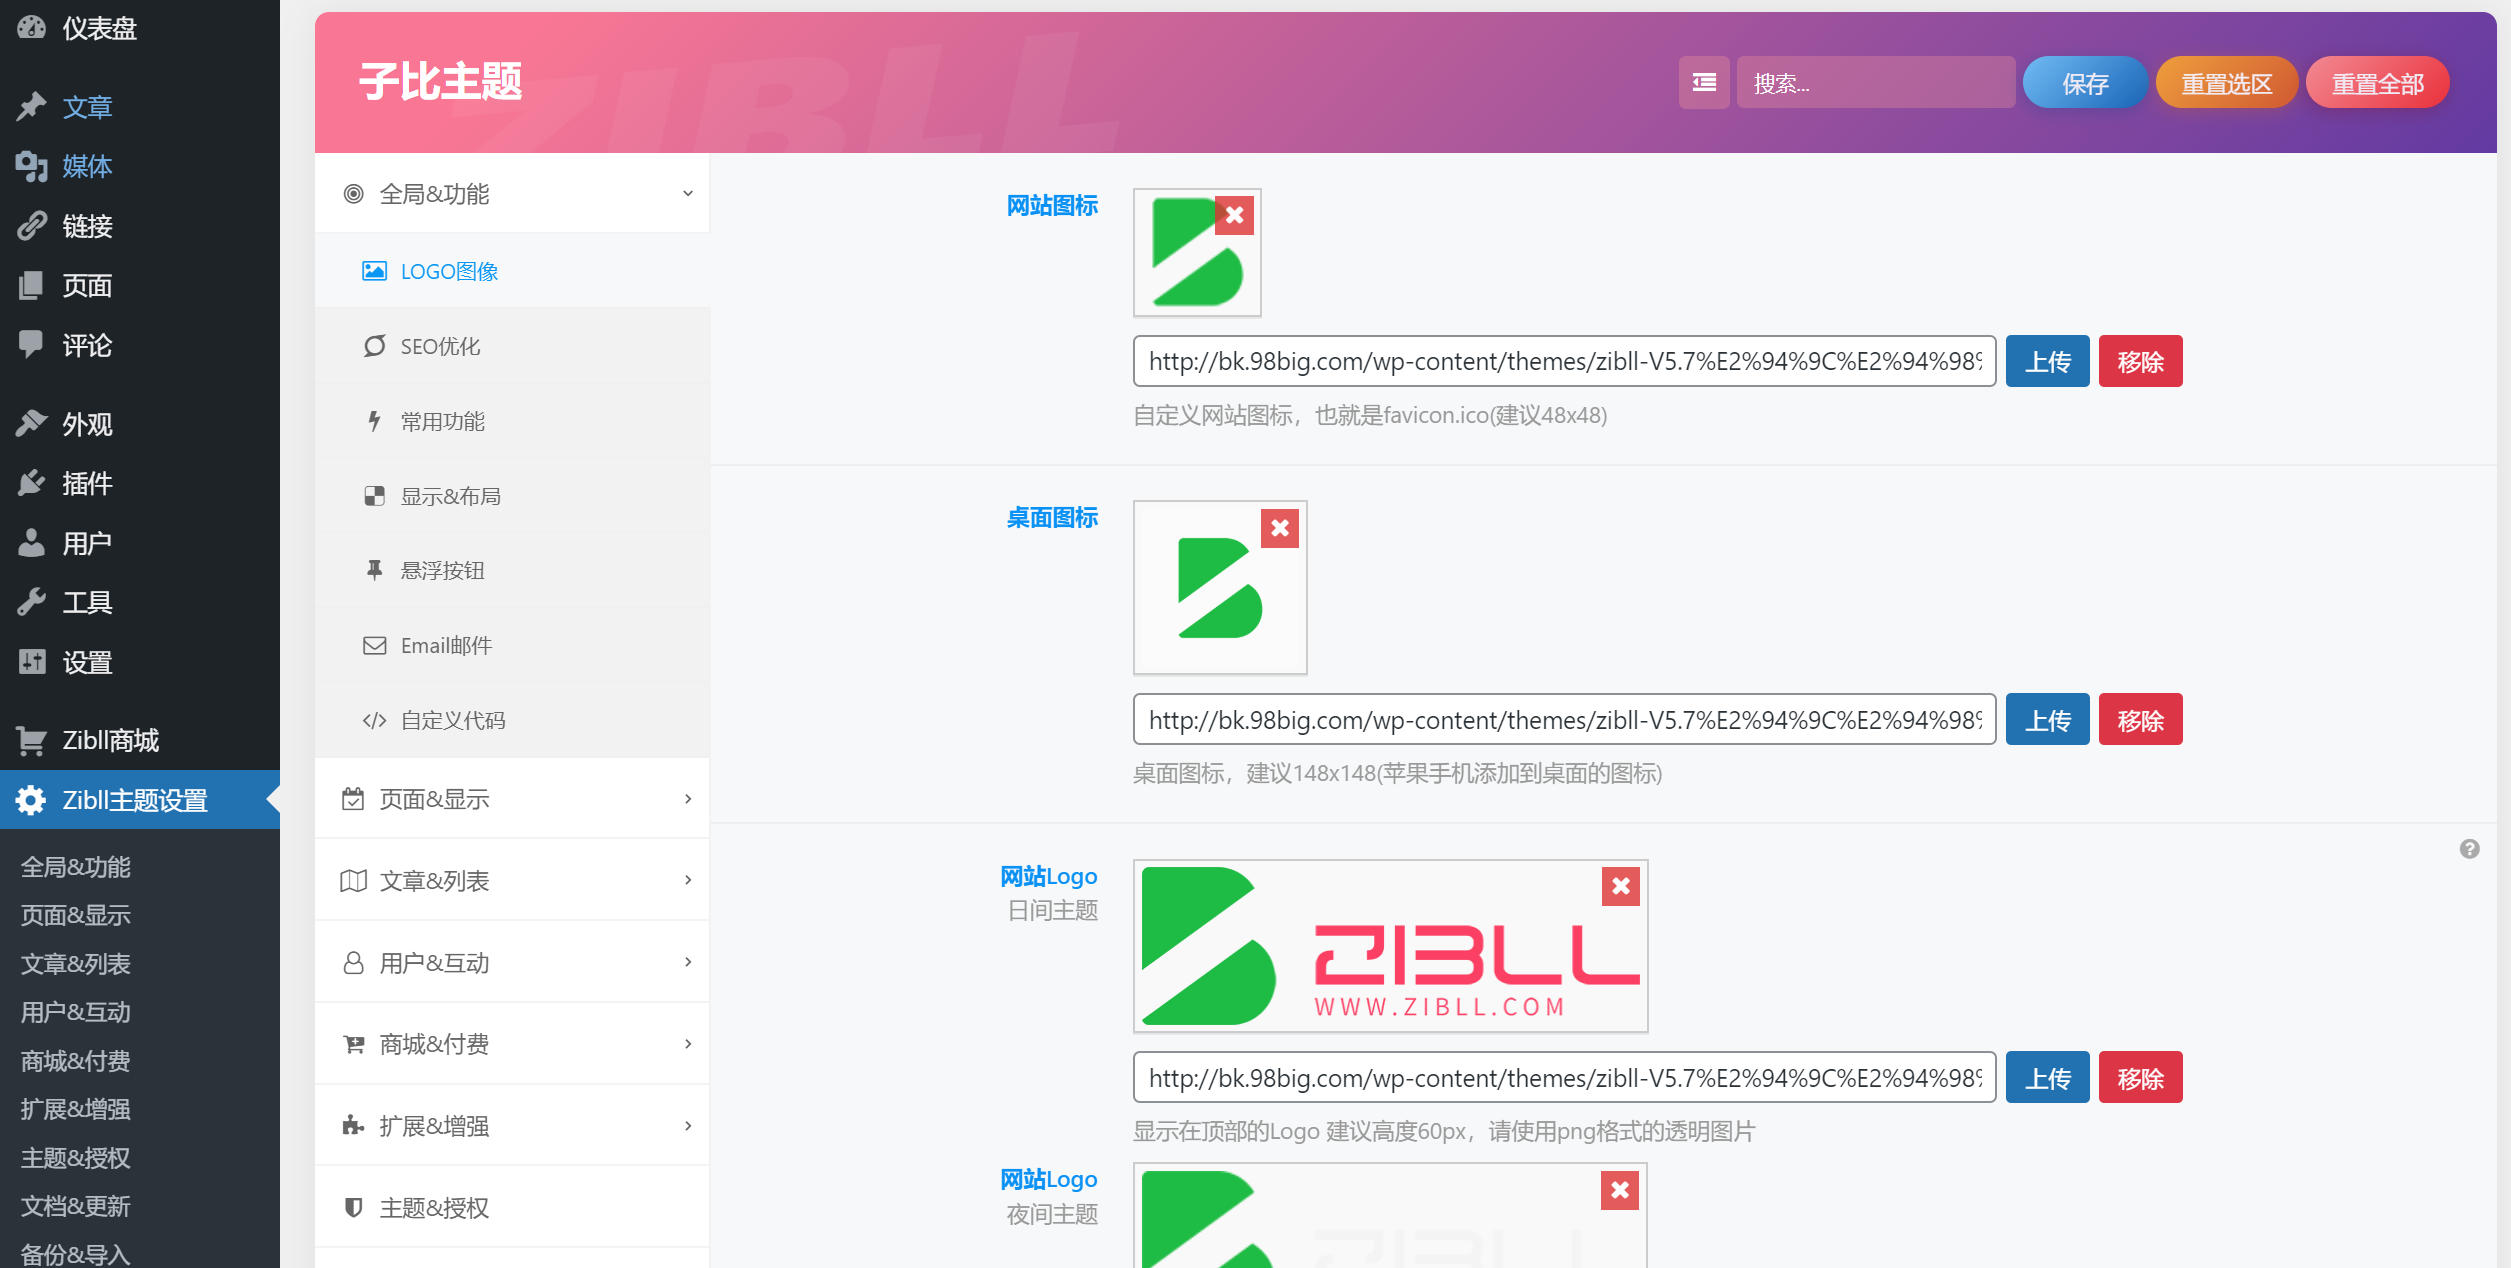 仪表盘
文章
媒体
链接
页面
评论
外观
插件
用户
工具
设置
Zibll商城
Zibll主题设置
全局&功能
页面&显示
文章&列表
用户&互动
商城&付费
扩展&增强
主题&授权
文档&更新
备份&导入
ZIBLL
子比主题
搜索...
保存
重置选区
重置全部
全局&功能
LOGO图像
SEO优化
常用功能
显示&布局
悬浮按钮
Email邮件
自定义代码
页面&显示
文章&列表
用户&互动
商城&付费
扩展&增强
主题&授权
网站图标
http://bk.98big.com/wp-content/themes/zibll-V5.7%E2%94%9C%E2%94%98%
上传
移除
自定义网站图标，也就是favicon.ico(建议48x48)
桌面图标
http://bk.98big.com/wp-content/themes/zibll-V5.7%E2%94%9C%E2%94%98%
上传
移除
桌面图标，建议148x148(苹果手机添加到桌面的图标)
网站Logo
日间主题
ZIBLL
WWW.ZIBLL.COM
http://bk.98big.com/wp-content/themes/zibll-V5.7%E2%94%9C%E2%94%98%
上传
移除
显示在顶部的Logo 建议高度60px，请使用png格式的透明图片
网站Logo
夜间主题
ZIBLL